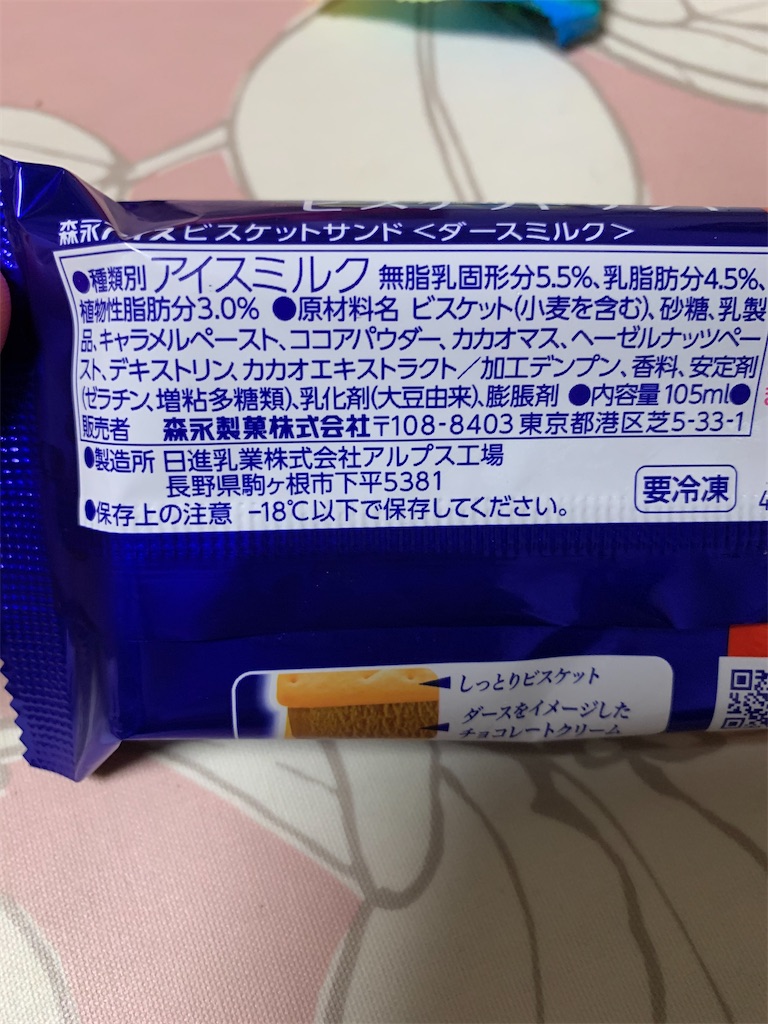 森永アイスビスケットサンド<ダースミルク>
●種類別 アイスミルク 無脂乳固形分5.5%、乳脂肪分4.5%、
植物性脂肪分3.0% ●原材料名 ビスケット(小麦を含む)、砂糖、乳製
品、キャラメルペースト、ココアパウダー、カカオマス、ヘーゼルナッツペー
スト、デキストリン、カカオエキストラクト/加工デンプン、香料、安定剤
(ゼラチン、増粘多糖類)、乳化剤(大豆由来)、膨脹剤 ●内容量 105ml●
販売者 森永製菓株式会社〒108-8403 東京都港区芝5-33-1
●製造所 日進乳業株式会社アルプス工場
長野県駒ヶ根市下平5381
要冷凍
●保存上の注意 -18℃以下で保存してください。
しっとりビスケット
ダースをイメージした
チョコレートクリーム